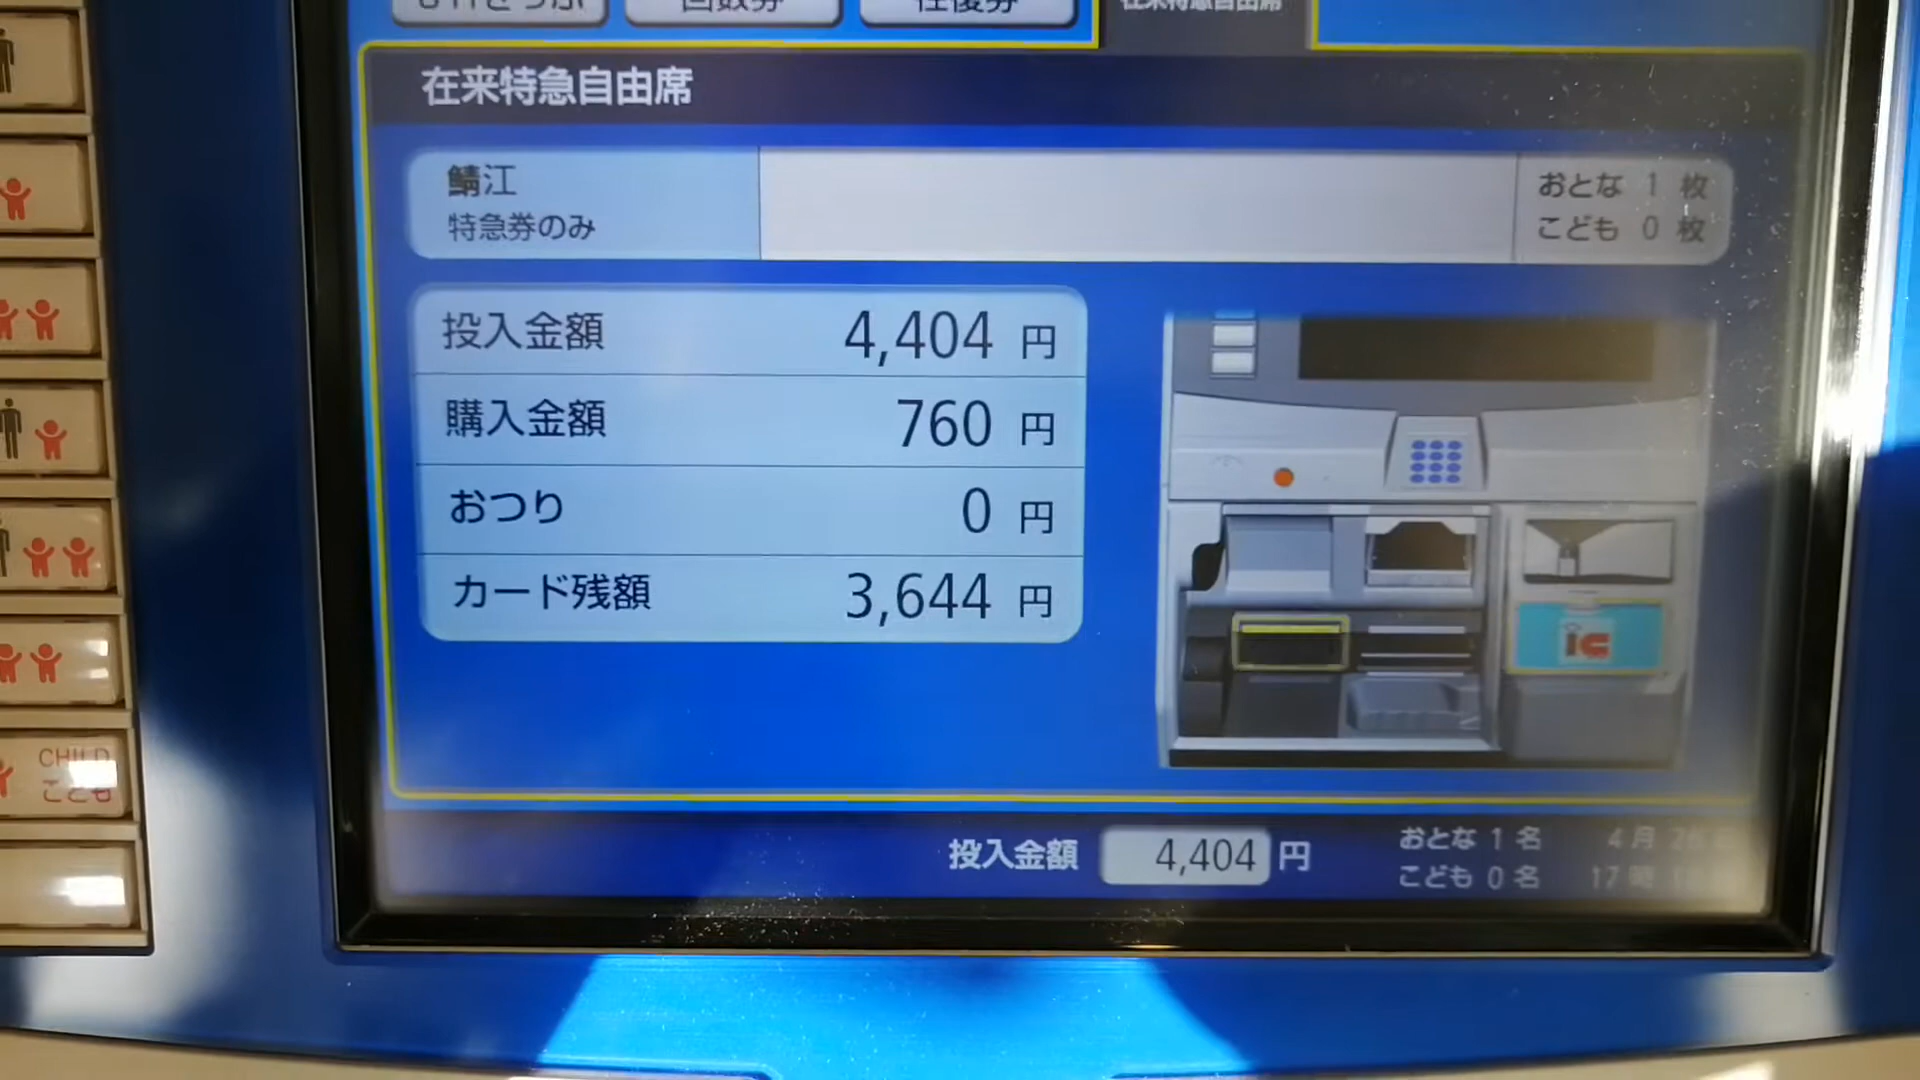 回数券
往復券
在来特急自由席
在来特急自由席
鯖江
特急券のみ
おとな 1 枚
こども 0 枚
投入金額 4,404 円
購入金額 760 円
おつり 0 円
カード残額 3,644 円
CHILD
こども
投入金額 4,404 円
おとな 1 名 4 月
こども 0 名 17 時